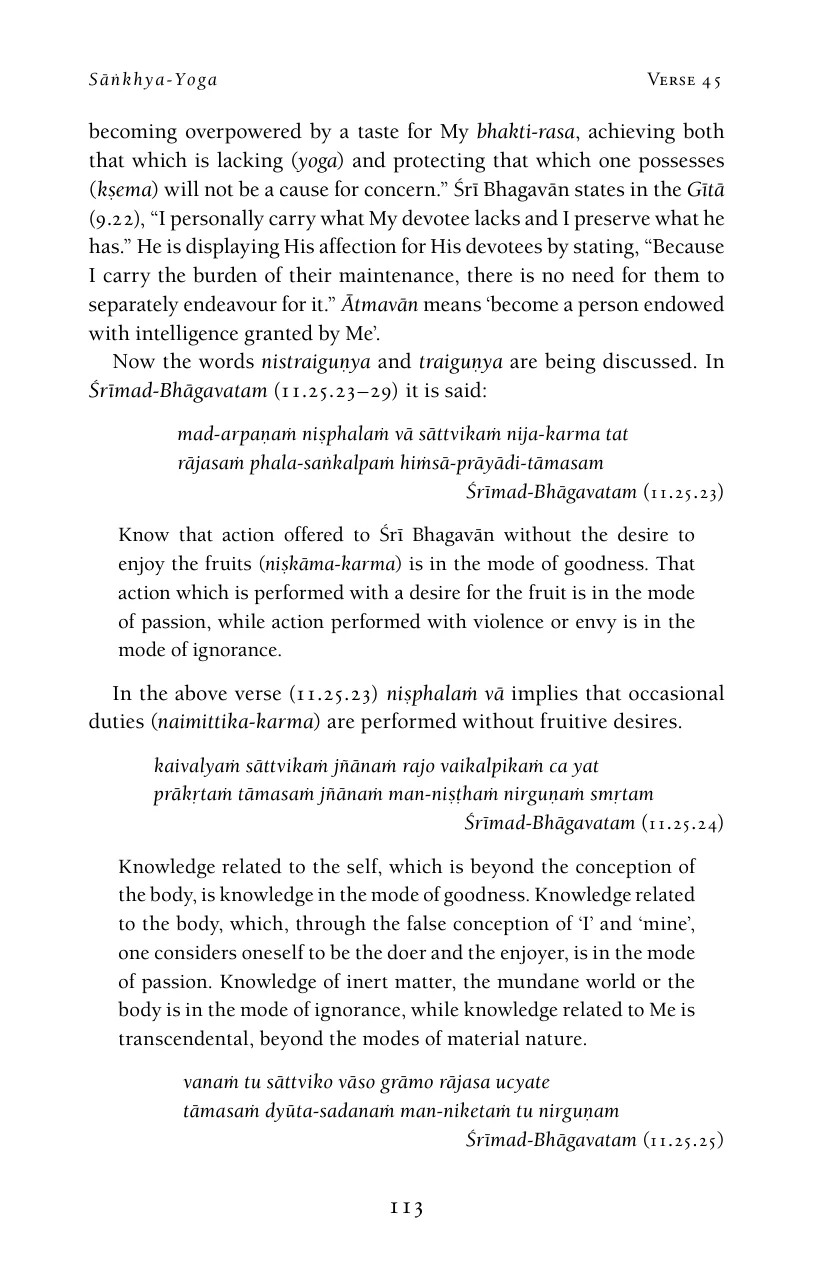 Sāṅkhya-Yoga Verse 45
becoming overpowered by a taste for My bhakti-rasa, achieving both
that which is lacking (yoga) and protecting that which one possesses
(kṣema) will not be a cause for concern.” Śrī Bhagavān states in the Gītā
(9.22), “I personally carry what My devotee lacks and I preserve what he
has.” He is displaying His affection for His devotees by stating, “Because
I carry the burden of their maintenance, there is no need for them to
separately endeavour for it.” Ātmavān means ‘become a person endowed
with intelligence granted by Me’.
Now the words nistraiguṇya and traiguṇya are being discussed. In
Śrīmad-Bhāgavatam (11.25.23–29) it is said:
mad-arpaṇaṁ niṣphalaṁ vā sāttvikaṁ nija-karma tat
rājasaṁ phala-saṅkalpaṁ hiṁsā-prāyādi-tāmasam
Śrīmad-Bhāgavatam (11.25.23)
Know that action offered to Śrī Bhagavān without the desire to
enjoy the fruits (niṣkāma-karma) is in the mode of goodness. That
action which is performed with a desire for the fruit is in the mode
of passion, while action performed with violence or envy is in the
mode of ignorance.
In the above verse (11.25.23) niṣphalaṁ vā implies that occasional
duties (naimittika-karma) are performed without fruitive desires.
kaivalyaṁ sāttvikaṁ jñānaṁ rajo vaikalpikaṁ ca yat
prākṛtaṁ tāmasaṁ jñānaṁ man-niṣṭhaṁ nirguṇaṁ smṛtam
Śrīmad-Bhāgavatam (11.25.24)
Knowledge related to the self, which is beyond the conception of
the body, is knowledge in the mode of goodness. Knowledge related
to the body, which, through the false conception of ‘I’ and ‘mine’,
one considers oneself to be the doer and the enjoyer, is in the mode
of passion. Knowledge of inert matter, the mundane world or the
body is in the mode of ignorance, while knowledge related to Me is
transcendental, beyond the modes of material nature.
vanaṁ tu sāttviko vāso grāmo rājasa ucyate
tāmasaṁ dyūta-sadanaṁ man-niketaṁ tu nirguṇam
Śrīmad-Bhāgavatam (11.25.25)
113